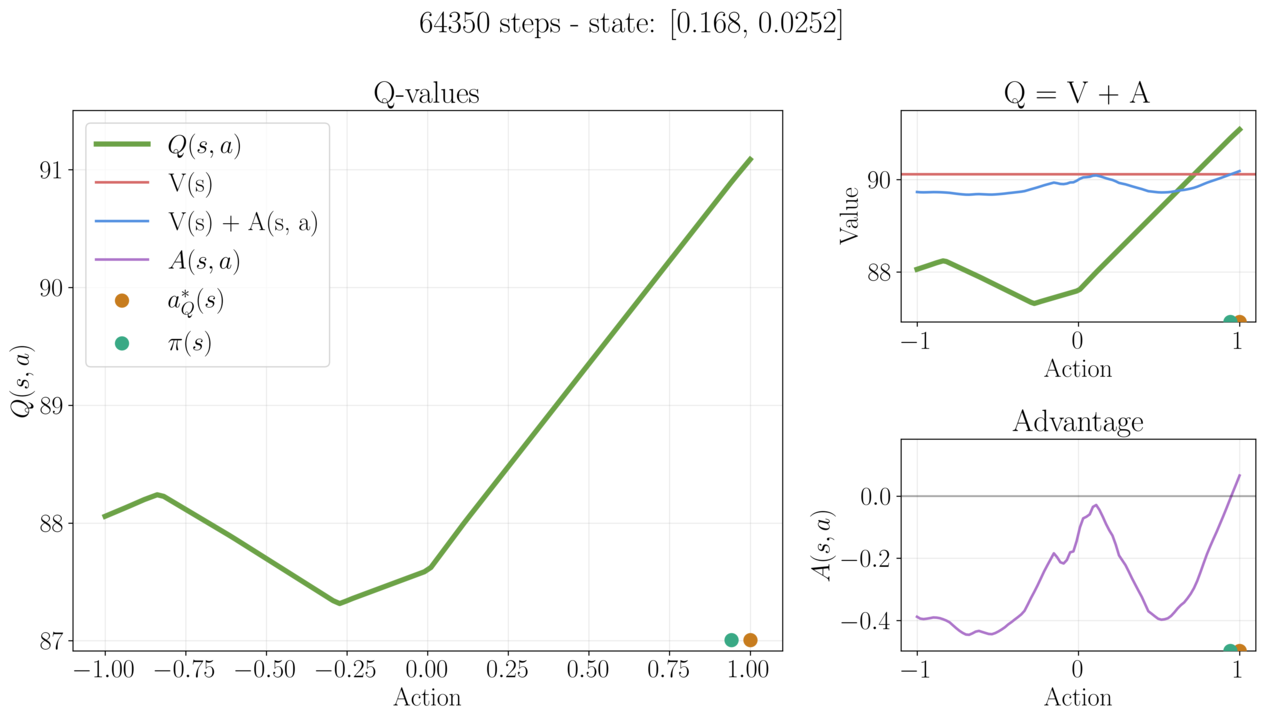 64350 steps - state: [0.168, 0.0252]
Q-values
Q(s, a)
V(s)
V(s) + A(s, a)
A(s, a)
a*Q(s)
π(s)
91
90
89
88
87
Q(s, a)
−1.00 −0.75 −0.50 −0.25 0.00 0.25 0.50 0.75 1.00
Action
Q = V + A
90
88
Value
−1 0 1
Action
Advantage
0.0
−0.2
−0.4
A(s, a)
−1 0 1
Action